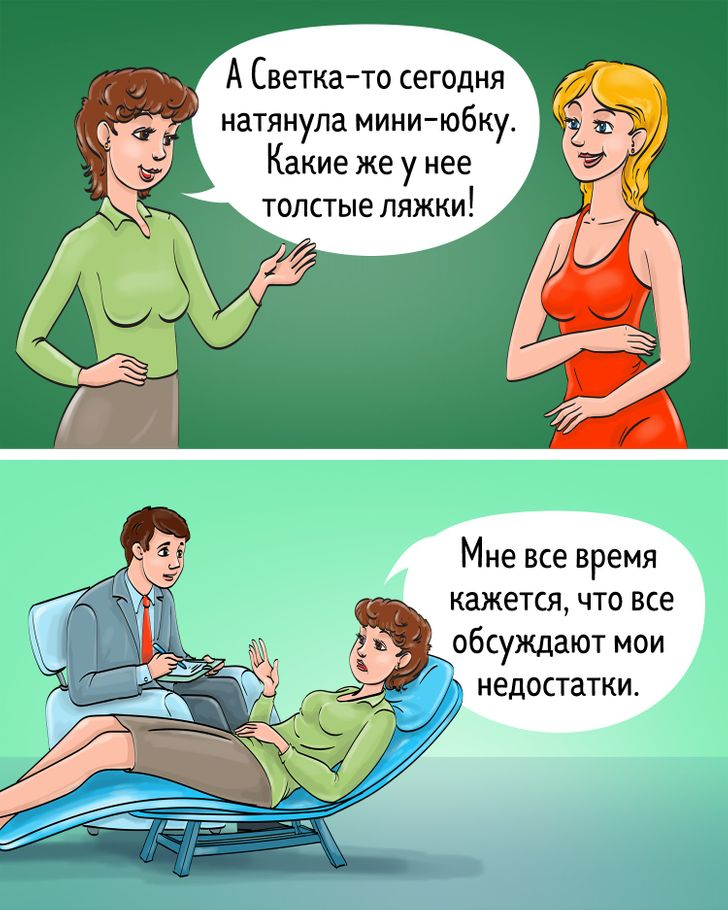 А Светка-то сегодня
натянула мини-юбку.
Какие же у нее
толстые ляжки!
Мне все время
кажется, что все
обсуждают мои
недостатки.